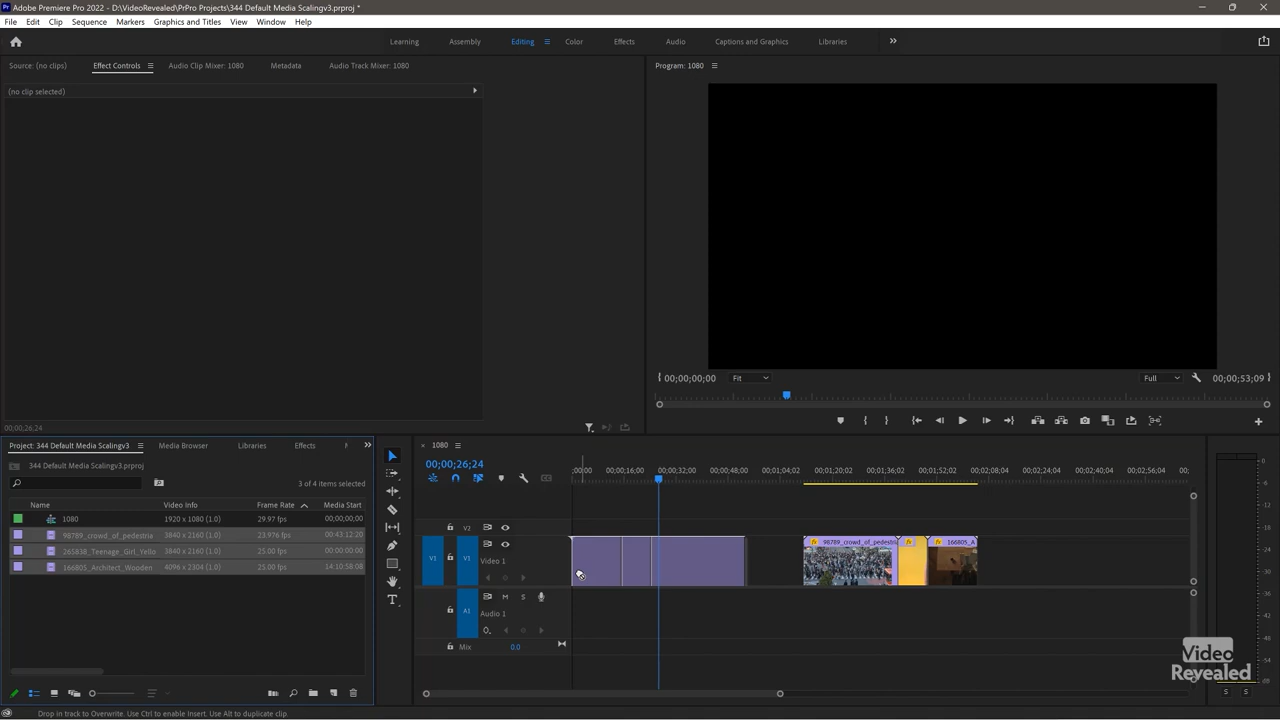 Adobe Premiere Pro 2022 - D:\VideoRevealed\PrPro Projects\344 Default Media Scalingv3.prproj *
File Edit Clip Sequence Markers Graphics and Titles View Window Help
Learning Assembly Editing Color Effects Audio Captions and Graphics Libraries
Source: (no clips) Effect Controls Audio Clip Mixer: 1080 Metadata Audio Track Mixer: 1080
Program: 1080
(no clip selected)
00;00;00;00 Fit Full 00;00;53;09
00;00;26;24
Project: 344 Default Media Scalingv3 Media Browser Libraries Effects
1080
344 Default Media Scalingv3.prproj
00;00;26;24
3 of 4 items selected
;00;00 00;00;16;00 00;00;32;00 00;00;48;00 00;01;04;02 00;01;20;02 00;01;36;02 00;01;52;02 00;02;08;04 00;02;24;04 00;02;40;04 00;02;56;04 00;
Name Video Info Frame Rate Media Start
1080 1920 x 1080 (1.0) 29.97 fps 00;00;00;00
98789_crowd_of_pedestria 3840 x 2160 (1.0) 23.976 fps 00:43:12:20
265838_Teenage_Girl_Yello 3840 x 2160 (1.0) 25.00 fps 00:00:00:00
166805_Architect_Wooden 4096 x 2304 (1.0) 25.00 fps 14:10:58:08
V2
V1 V1 Video 1
fx 98789_crowd_of_pedestria fx fx 166805_A
A1 M S
Audio 1
Mix 0.0
Video
Revealed
S S
Drop in track to Overwrite. Use Ctrl to enable Insert. Use Alt to duplicate clip.